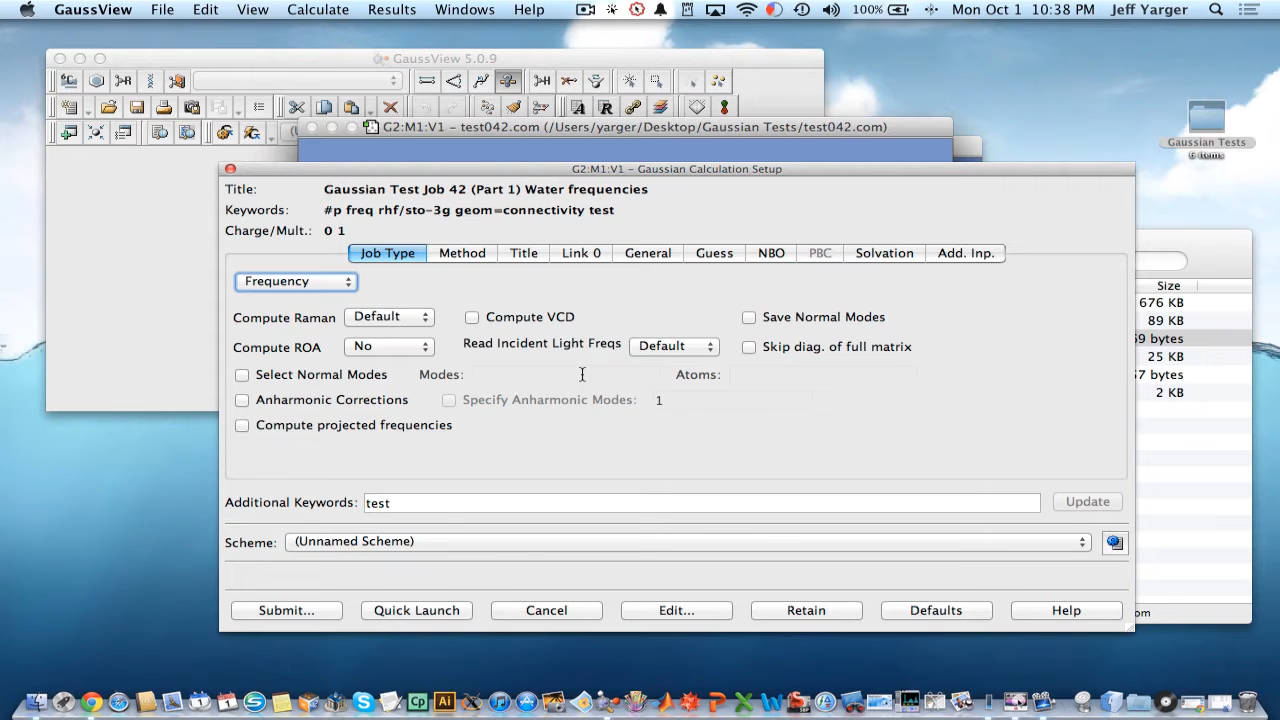 GaussView File Edit View Calculate Results Windows Help 100% Mon Oct 1 10:38 PM Jeff Yarger
GaussView 5.0.9
G2:M1:V1 – test042.com (/Users/yarger/Desktop/Gaussian Tests/test042.com)
Gaussian Tests
6 items
G2:M1:V1 – Gaussian Calculation Setup
Title: Gaussian Test Job 42 (Part 1) Water frequencies
Keywords: #p freq rhf/sto-3g geom=connectivity test
Charge/Mult.: 0 1
Job Type Method Title Link 0 General Guess NBO PBC Solvation Add. Inp.
Frequency
Compute Raman Default Compute VCD Save Normal Modes
Compute ROA No Read Incident Light Freqs Default Skip diag. of full matrix
Select Normal Modes Modes: Atoms:
Anharmonic Corrections Specify Anharmonic Modes: 1
Compute projected frequencies
Additional Keywords: test Update
Scheme: (Unnamed Scheme)
Submit... Quick Launch Cancel Edit... Retain Defaults Help
Size
676 KB
89 KB
69 bytes
25 KB
37 bytes
2 KB
om